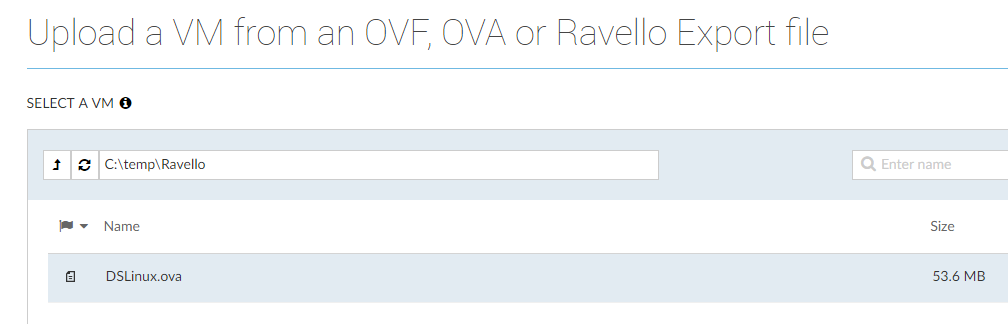 Upload a VM from an OVF, OVA or Ravello Export file
SELECT A VM
C:\temp\Ravello
Enter name
Name
Size
DSLinux.ova
53.6 MB